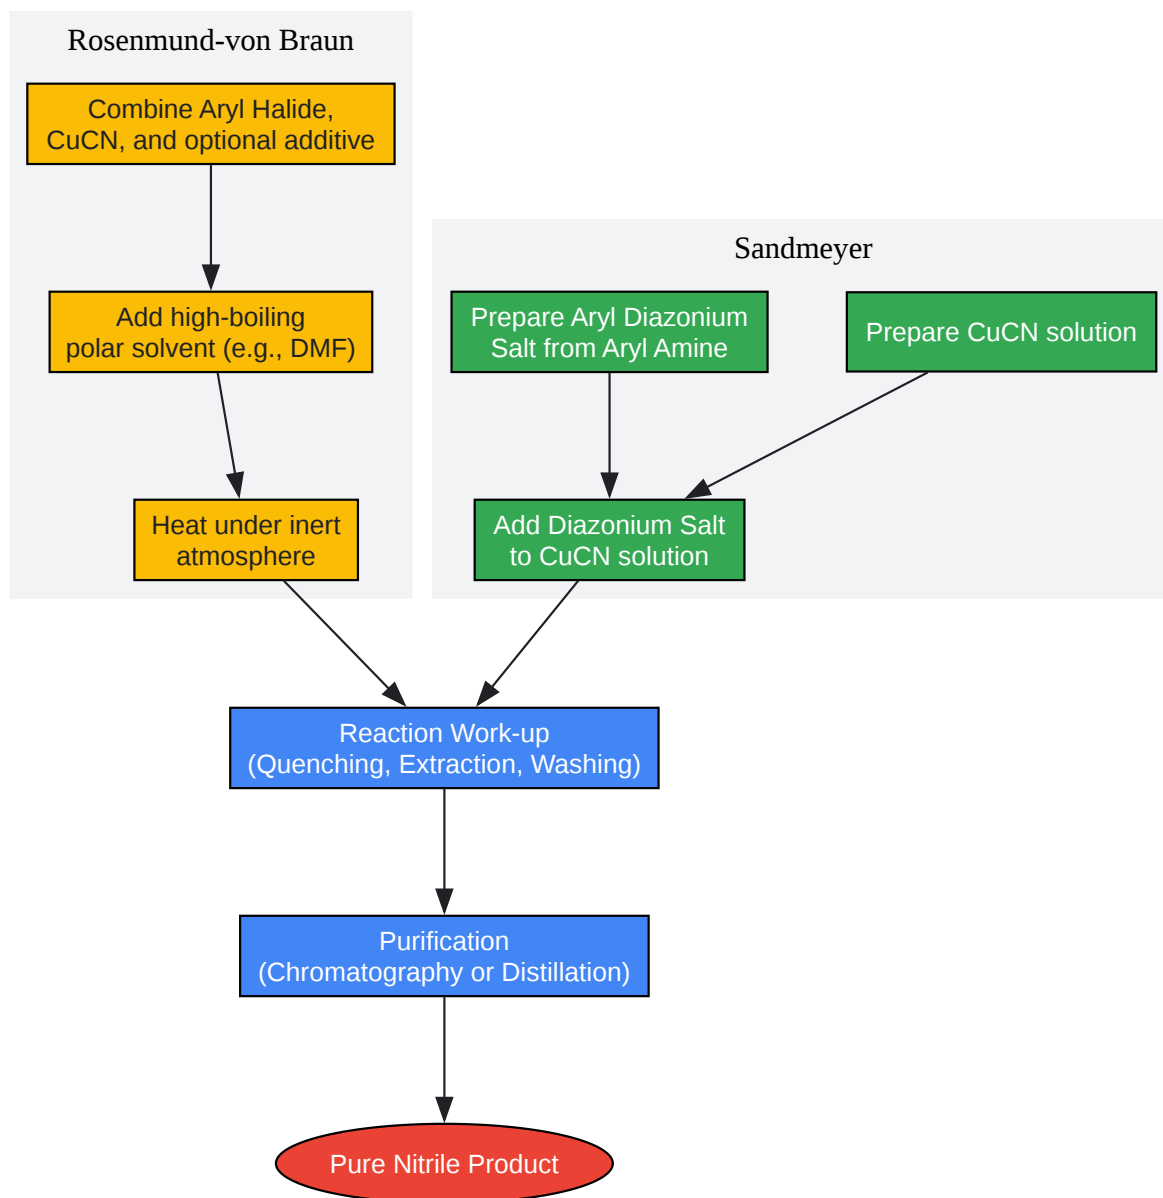 Rosenmund-von Braun
Combine Aryl Halide,
CuCN, and optional additive
Add high-boiling
polar solvent (e.g., DMF)
Heat under inert
atmosphere
Sandmeyer
Prepare Aryl Diazonium
Salt from Aryl Amine
Prepare CuCN solution
Add Diazonium Salt
to CuCN solution
Reaction Work-up
(Quenching, Extraction, Washing)
Purification
(Chromatography or Distillation)
Pure Nitrile Product